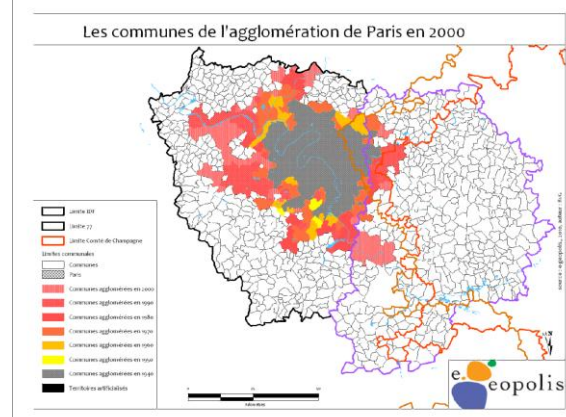 Les communes de l'agglomération de Paris en 2000
Limite 77
Limite Comté de Champagne
Limites communales
Communes
Paris
Communes agglomérées en 2000
Communes agglomérées en 1990
Communes agglomérées en 1980
Communes agglomérées en 1970
Communes agglomérées en 1960
Communes agglomérées en 1950
Communes agglomérées en 1940
Territoires artificialisés
N
e.
eopolis